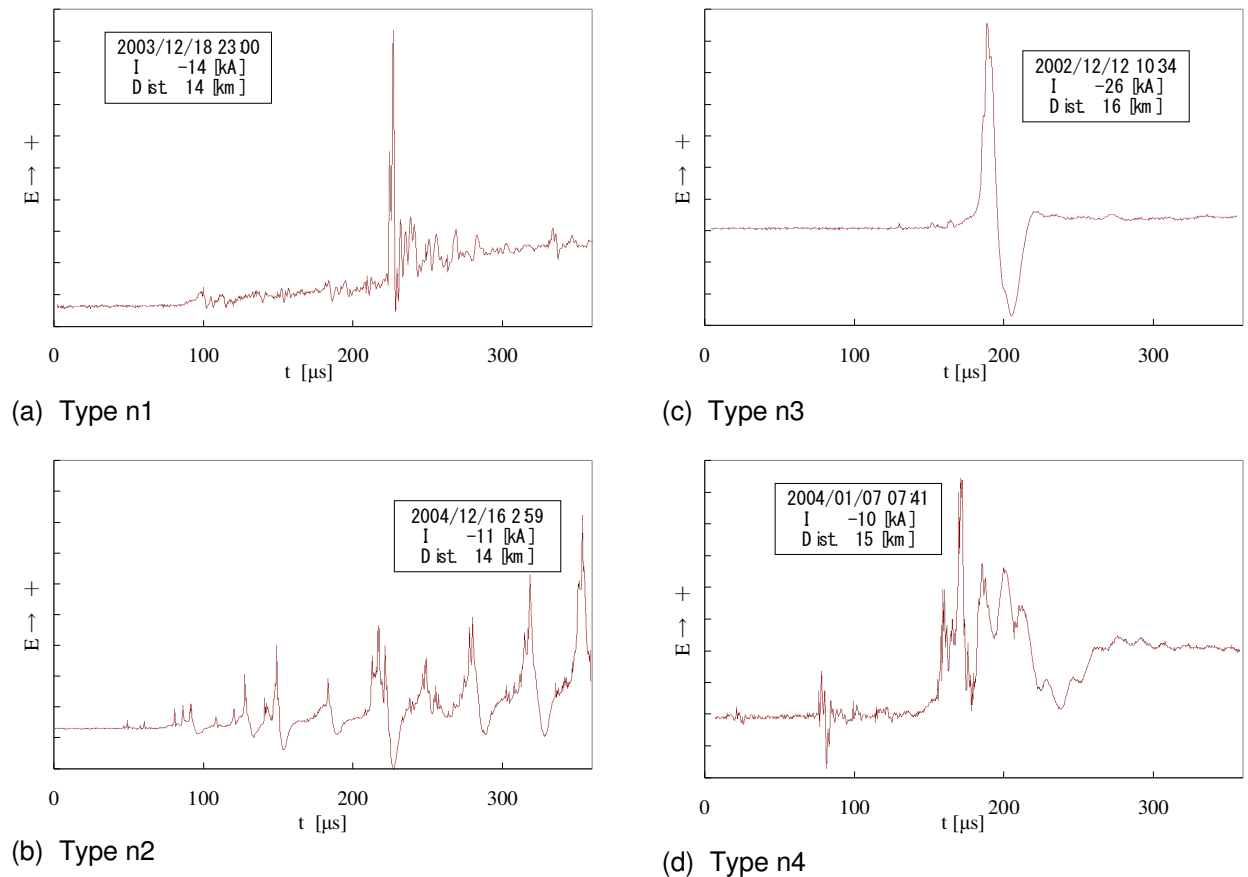 2003/12/18 23:00
I -14 [kA]
Dist. 14 [km]
E → +
0 100 200 300
t [μs]
(a) Type n1
2004/12/16 2:59
I -11 [kA]
Dist. 14 [km]
E → +
0 100 200 300
t [μs]
(b) Type n2
2002/12/12 10:34
I -26 [kA]
Dist. 16 [km]
E → +
0 100 200 300
t [μs]
(c) Type n3
2004/01/07 07:41
I -10 [kA]
Dist. 15 [km]
E → +
0 100 200 300
t [μs]
(d) Type n4